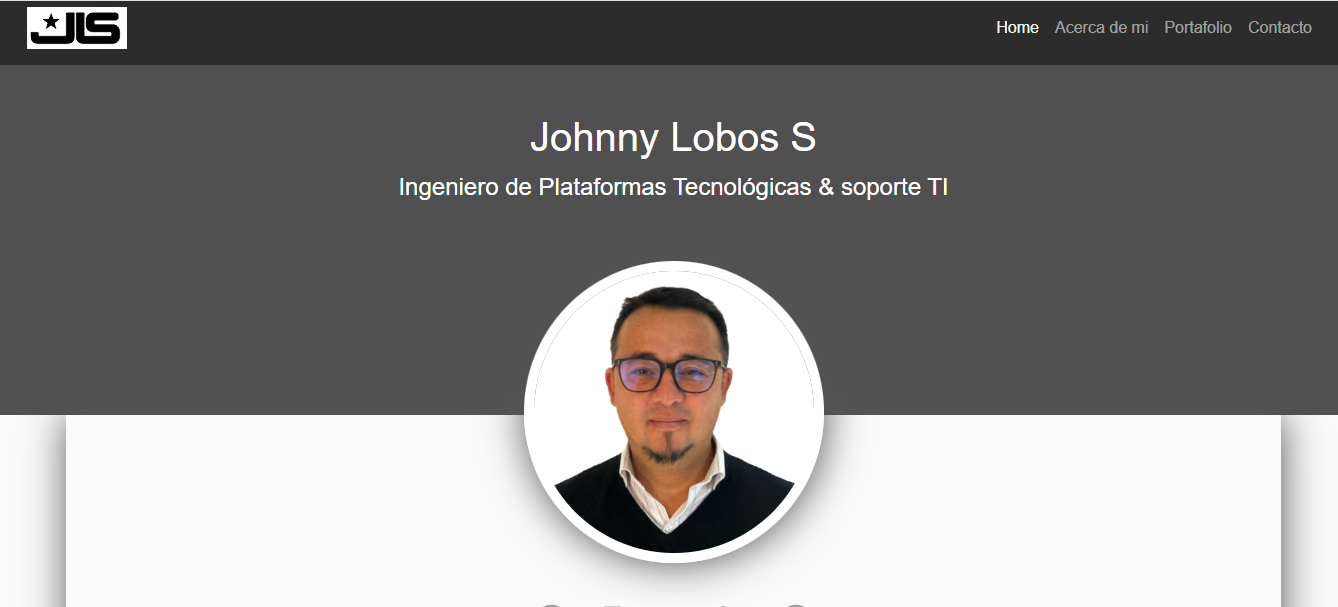 JLS
Home Acerca de mi Portafolio Contacto
Johnny Lobos S
Ingeniero de Plataformas Tecnológicas & soporte TI